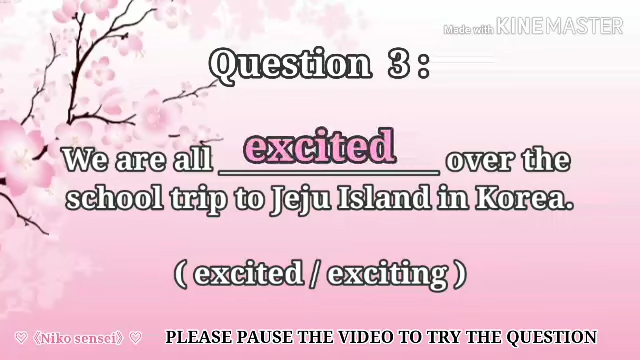 Made with KINEMASTER
Question 3 :
We are all excited over the
school trip to Jeju Island in Korea.
( excited / exciting )
♡《Niko sensei》♡ PLEASE PAUSE THE VIDEO TO TRY THE QUESTION